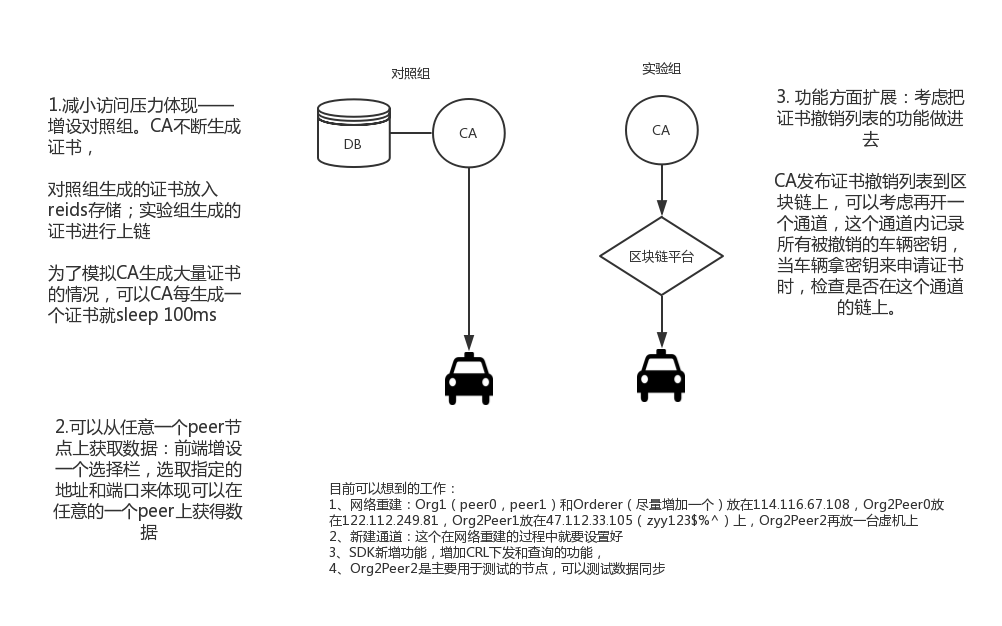 对照组
实验组
1.减小访问压力体现——
增设对照组。CA不断生成
证书，
对照组生成的证书放入
reids存储；实验组生成的
证书进行上链
为了模拟CA生成大量证书
的情况，可以CA每生成一
个证书就sleep 100ms
DB
CA
CA
区块链平台
3. 功能方面扩展：考虑把
证书撤销列表的功能做进
去
CA发布证书撤销列表到区
块链上，可以考虑再开一
个通道，这个通道内记录
所有被撤销的车辆密钥，
当车辆拿密钥来申请证书
时，检查是否在这个通道
的链上。
2.可以从任意一个peer节
点上获取数据：前端增设
一个选择栏，选取指定的
地址和端口来体现可以在
任意的一个peer上获得数
据
目前可以想到的工作：
1、网络重建：Org1（peer0，peer1）和Orderer（尽量增加一个）放在114.116.67.108，Org2Peer0放
在122.112.249.81，Org2Peer1放在47.112.33.105（zyy123$%^）上，Org2Peer2再放一台虚机上
2、新建通道：这个在网络重建的过程中就要设置好
3、SDK新增功能，增加CRL下发和查询的功能，
4、Org2Peer2是主要用于测试的节点，可以测试数据同步